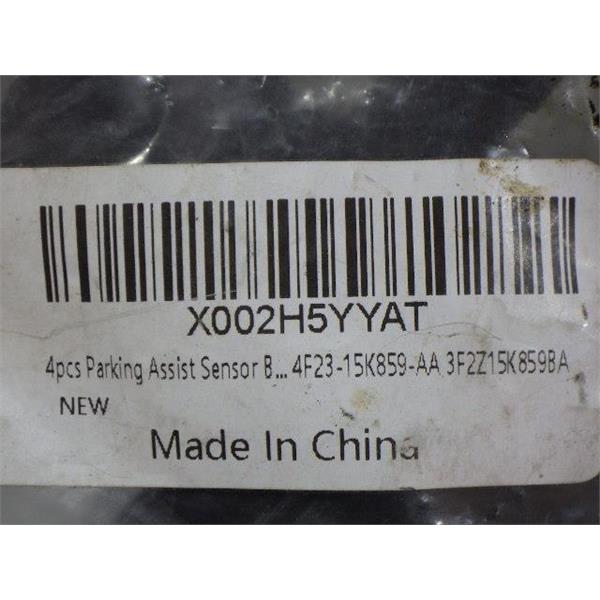 X002H5YYAT
4pcs Parking Assist Sensor B... 4F23-15K859-AA 3F2Z15K859BA
NEW
Made In China